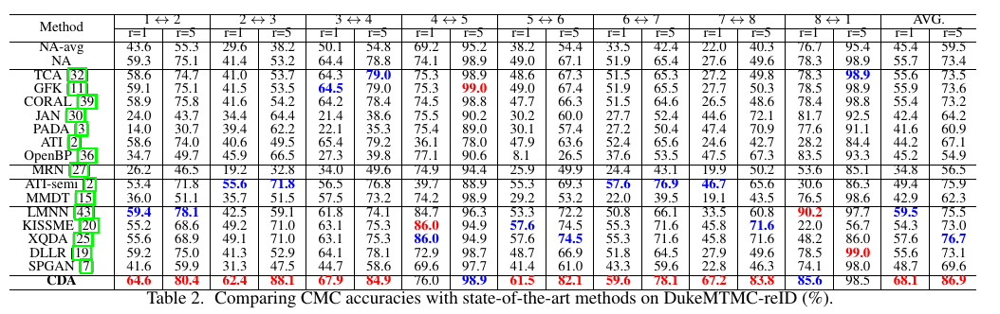 Method 1 ↔ 2 2 ↔ 3 3 ↔ 4 4 ↔ 5 5 ↔ 6 6 ↔ 7 7 ↔ 8 8 ↔ 1 AVG.
r=1 r=5 r=1 r=5 r=1 r=5 r=1 r=5 r=1 r=5 r=1 r=5 r=1 r=5 r=1 r=5 r=1 r=5
NA-avg 43.6 55.3 29.6 38.2 50.1 54.8 69.2 95.2 38.2 54.4 33.5 42.4 22.0 40.3 76.7 95.4 45.4 59.5
NA 59.3 75.1 41.4 53.2 64.4 78.8 74.1 98.9 49.0 67.1 51.9 65.4 27.6 49.6 78.3 98.9 55.7 73.4
TCA [32] 58.6 74.7 41.0 53.7 64.3 79.0 75.3 98.9 48.6 67.3 51.5 65.3 27.2 49.8 78.3 98.9 55.6 73.5
GFK [11] 59.1 75.1 41.5 53.5 64.5 79.0 75.3 99.0 49.0 67.4 51.9 65.5 27.7 50.3 78.5 98.9 55.9 73.6
CORAL [39] 58.9 75.8 41.6 54.2 64.2 78.4 74.5 98.8 47.7 66.3 51.5 64.6 26.5 48.6 78.4 98.8 55.4 73.2
JAN [30] 24.0 43.7 34.4 64.4 21.4 38.6 75.5 90.2 30.2 60.0 27.7 52.4 44.6 72.1 81.7 92.5 42.4 64.2
PADA [3] 14.0 30.7 39.4 62.2 22.1 35.3 75.4 89.1 30.1 57.4 27.2 50.4 47.4 70.9 77.6 91.1 41.6 60.9
ATI [2] 58.6 74.0 40.6 49.5 65.4 79.2 36.1 78.0 47.9 63.6 52.4 65.6 24.6 42.7 28.2 84.4 44.2 67.1
OpenBP [36] 34.7 49.7 45.9 66.5 27.3 39.8 77.1 90.6 8.1 26.5 37.6 53.5 47.5 67.2 83.5 93.3 45.2 54.9
MRN [27] 26.2 46.5 19.2 32.8 34.0 49.6 74.9 94.4 25.9 49.9 24.4 43.1 19.9 50.2 53.6 85.1 34.8 56.5
ATI-semi [2] 53.4 71.8 55.6 71.8 56.5 76.8 39.7 88.9 55.3 69.3 57.6 76.9 46.7 65.6 30.6 86.3 49.4 75.9
MMDT [15] 36.0 51.1 35.7 51.5 57.5 73.2 74.2 98.9 29.2 53.2 22.0 39.5 19.1 43.5 76.5 98.6 42.9 62.3
LMNN [43] 59.4 78.1 42.5 59.1 61.8 74.1 84.7 96.3 53.3 72.2 50.8 66.1 33.5 60.8 90.2 97.7 59.5 75.5
KISSME [20] 55.2 68.6 49.2 71.0 63.1 75.3 86.0 94.9 57.6 74.5 55.3 71.6 45.8 71.6 22.0 56.7 54.3 73.0
XQDA [25] 55.6 68.9 49.1 71.0 63.1 75.3 86.0 94.9 57.6 74.5 55.3 71.6 45.8 71.6 48.2 86.0 57.6 76.7
DLLR [19] 59.2 75.0 41.3 52.9 64.1 78.1 72.9 98.7 48.7 66.9 51.8 64.5 27.9 49.6 78.5 99.0 55.6 73.1
SPGAN [7] 41.6 59.9 31.3 47.5 44.7 58.6 69.6 97.7 41.4 61.0 43.3 59.6 22.8 46.3 74.1 98.0 48.7 69.6
CDA 64.6 80.4 62.4 88.1 67.9 84.9 76.0 98.9 61.5 82.1 59.6 78.1 67.2 83.8 85.6 98.5 68.1 86.9
Table 2. Comparing CMC accuracies with state-of-the-art methods on DukeMTMC-reID (%).